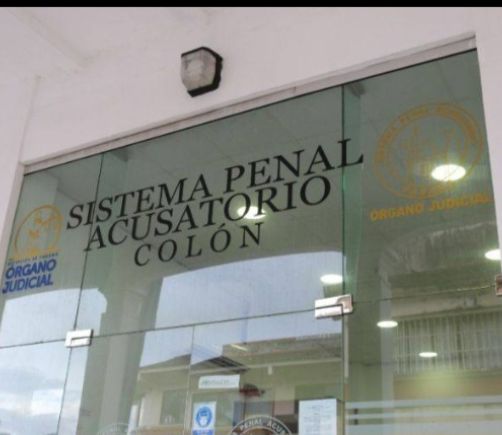 SISTEMA PENAL
ACUSATORIO
COLÓN
ÓRGANO
JUDICIAL
ÓRGANO JUDICIAL